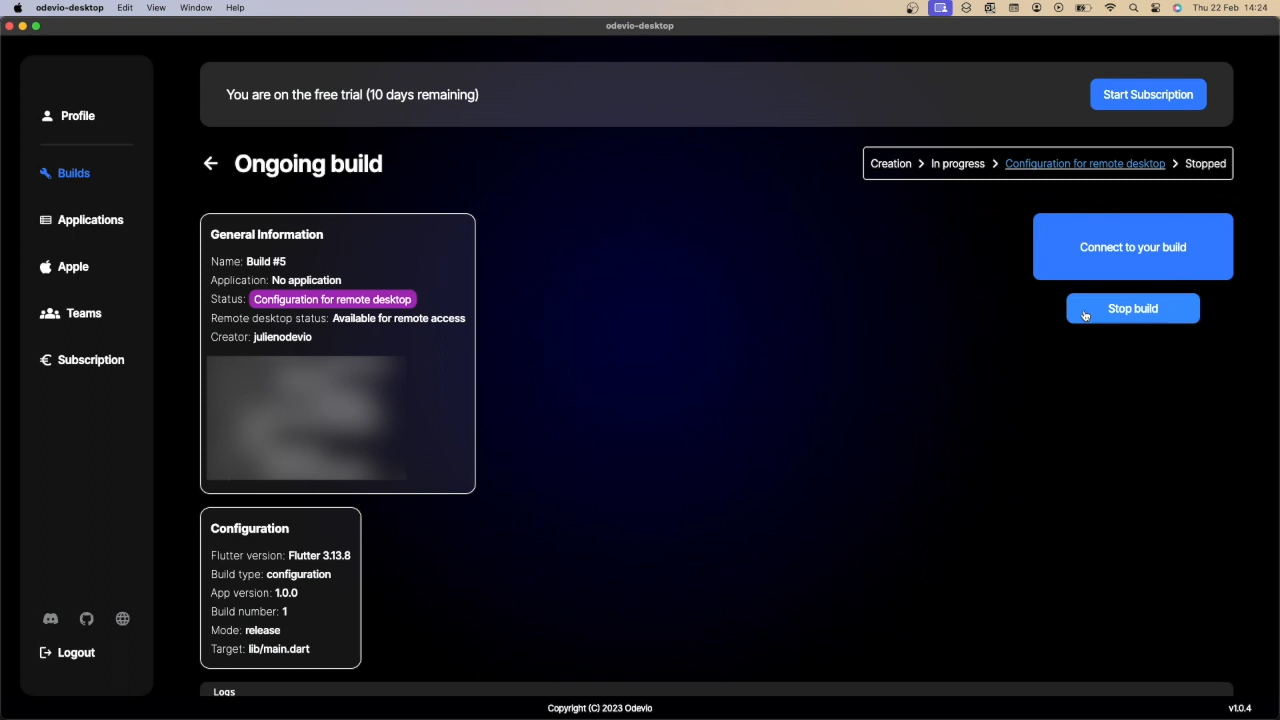 odevio-desktop Edit View Window Help Thu 22 Feb 14:24
odevio-desktop
You are on the free trial (10 days remaining)
Start Subscription
Profile
Builds
Applications
Apple
Teams
Subscription
Logout
Ongoing build
Creation > In progress > Configuration for remote desktop > Stopped
General Information
Name: Build #5
Application: No application
Status: Configuration for remote desktop
Remote desktop status: Available for remote access
Creator: julienodevio
Connect to your build
Stop build
Configuration
Flutter version: Flutter 3.13.8
Build type: configuration
App version: 1.0.0
Build number: 1
Mode: release
Target: lib/main.dart
Logs
Copyright (C) 2023 Odevio
v1.0.4